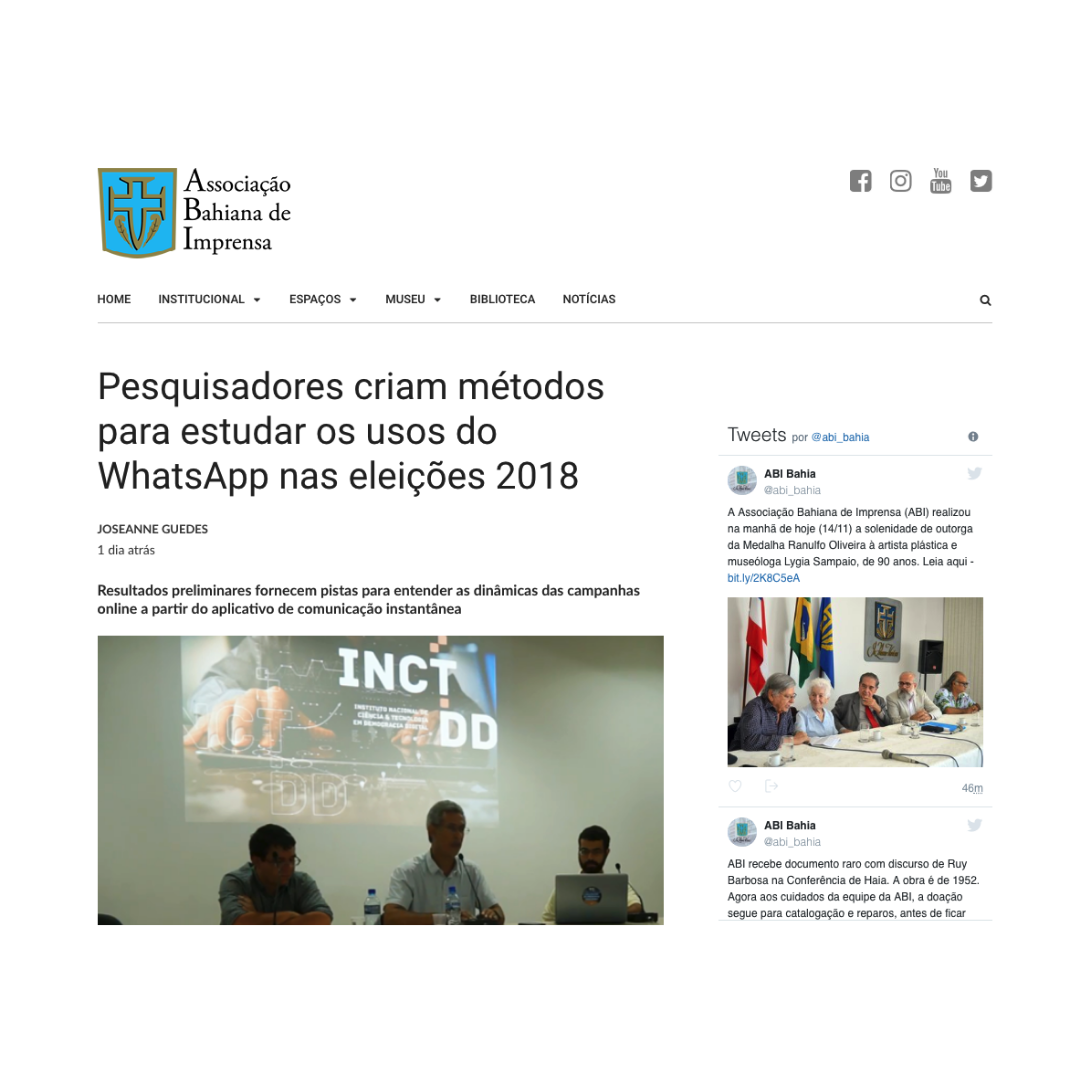 Associação
Bahiana de
Imprensa
You
Tube
HOME
INSTITUCIONAL
ESPAÇOS
MUSEU
BIBLIOTECA
NOTÍCIAS
Pesquisadores criam métodos
para estudar os usos do
WhatsApp nas eleições 2018
JOSEANNE GUEDES
1 dia atrás
Resultados preliminares fornecem pistas para entender as dinâmicas das campanhas
online a partir do aplicativo de comunicação instantânea
INCT
INSTITUTO NACIONAL DE
CIÊNCIA & TECNOLOGIA
EM DEMOCRACIA DIGITAL
DD
ICT
DD
Tweets por @abi_bahia
ABI Bahia
@abi_bahia
A Associação Bahiana de Imprensa (ABI) realizou
na manhã de hoje (14/11) a solenidade de outorga
da Medalha Ranulfo Oliveira à artista plástica e
museóloga Lygia Sampaio, de 90 anos. Leia aqui -
bit.ly/2K8C5eA
46m
ABI Bahia
@abi_bahia
ABI recebe documento raro com discurso de Ruy
Barbosa na Conferência de Haia. A obra é de 1952.
Agora aos cuidados da equipe da ABI, a doação
segue para catalogação e reparos, antes de ficar